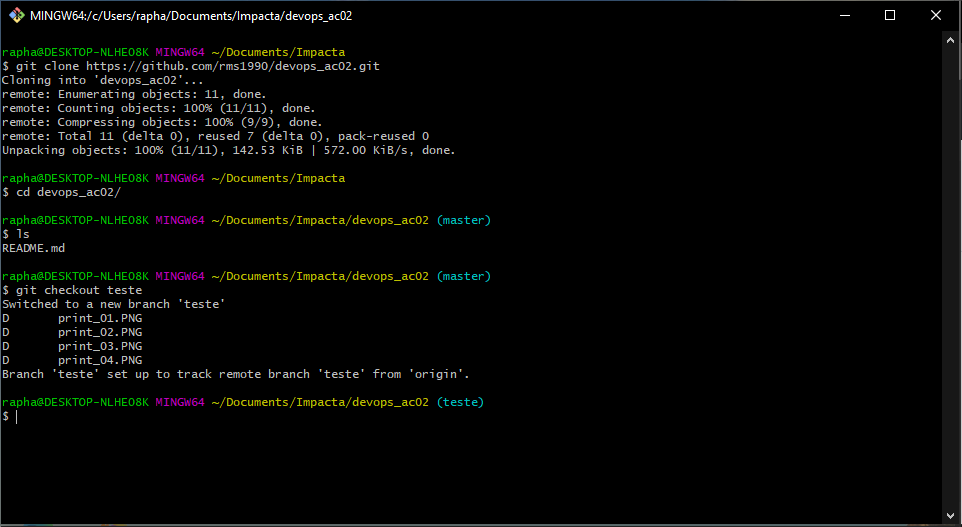 MINGW64:/c/Users/rapha/Documents/Impacta/devops_ac02
rapha@DESKTOP-NLHE08K MINGW64 ~/Documents/Impacta
$ git clone https://github.com/rms1990/devops_ac02.git
Cloning into 'devops_ac02'...
remote: Enumerating objects: 11, done.
remote: Counting objects: 100% (11/11), done.
remote: Compressing objects: 100% (9/9), done.
remote: Total 11 (delta 0), reused 7 (delta 0), pack-reused 0
Unpacking objects: 100% (11/11), 142.53 KiB | 572.00 KiB/s, done.
rapha@DESKTOP-NLHE08K MINGW64 ~/Documents/Impacta
$ cd devops_ac02/
rapha@DESKTOP-NLHE08K MINGW64 ~/Documents/Impacta/devops_ac02 (master)
$ ls
README.md
rapha@DESKTOP-NLHE08K MINGW64 ~/Documents/Impacta/devops_ac02 (master)
$ git checkout teste
Switched to a new branch 'teste'
D       print_01.PNG
D       print_02.PNG
D       print_03.PNG
D       print_04.PNG
Branch 'teste' set up to track remote branch 'teste' from 'origin'.
rapha@DESKTOP-NLHE08K MINGW64 ~/Documents/Impacta/devops_ac02 (teste)
$